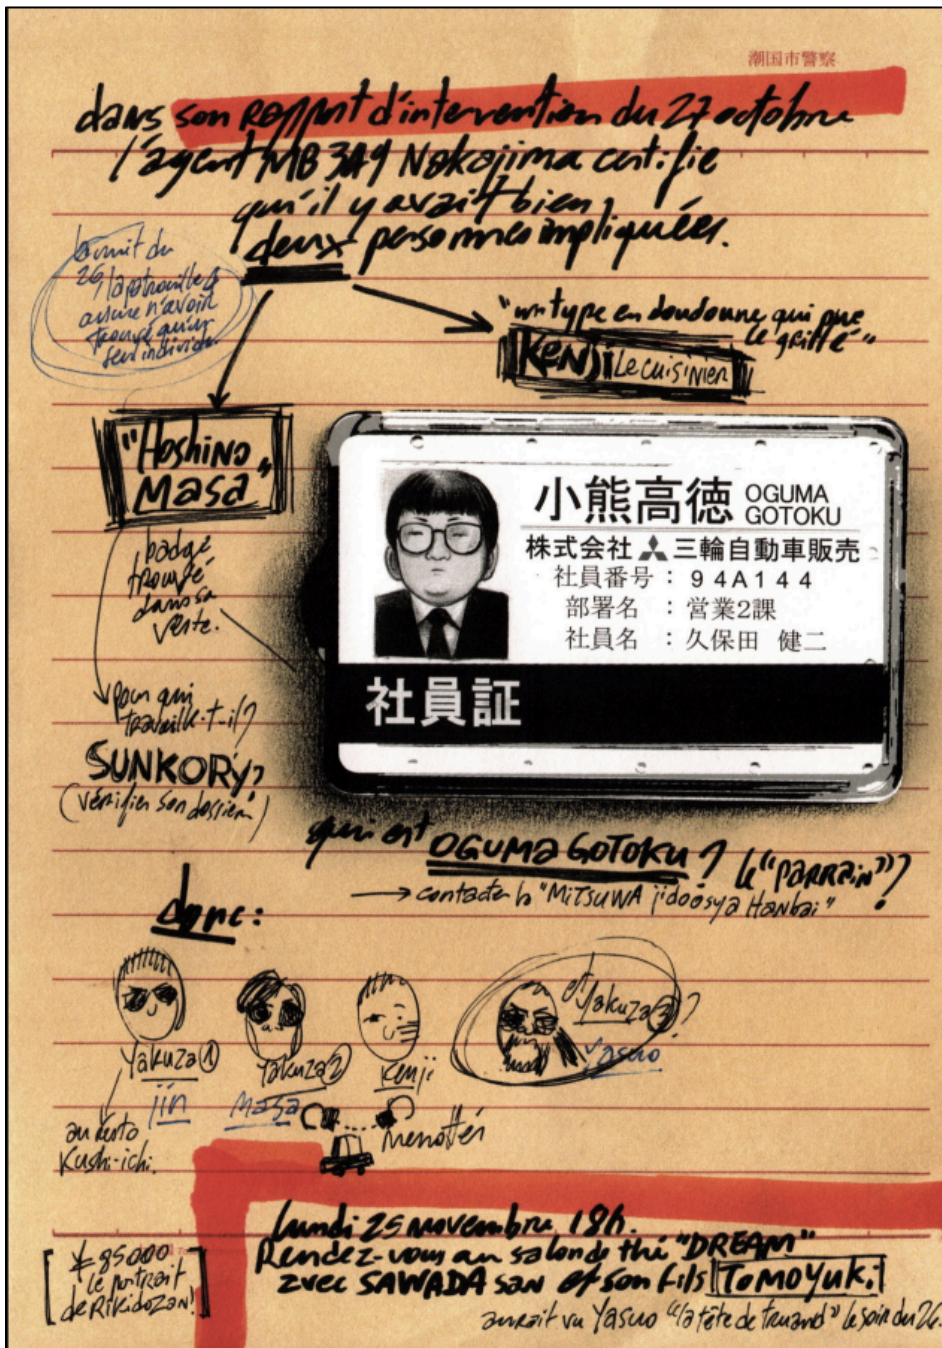 潮国市警察
dans son rapport d'intervention du 27 octobre
l'agent MB 3A9 Nakajima certifie
qu'il y avait bien
deux personnes impliquées.
la nuit du
26, la patrouille
assure n'avoir
trouvé qu'un
seul individu.
"un type en doudoune qui pue
le grillé"
KENJI Le cuisinier
"Hoshino
Masa"
badge
trouvé
dans sa
veste.
小熊高徳 OGUMA
GOTOKU
株式会社 三輪自動車販売
社員番号 : 94A144
部署名 : 営業2課
社員名 : 久保田 健二
社員証
pour qui
travaille-t-il?
SUNKORY?
(vérifier son dossier)
qui est OGUMA GOTOKU? le "PARRAIN"?
→ contacter la "MITSUWA jidoosya Hanbai"
donc:
et Yakuza ③?
Yasuo
Yakuza ①
jin
Yakuza ②
Masa
Kenji
menottés
au resto
Kushi-ichi.
lundi 25 novembre, 18h.
Rendez-vous au salon de thé "DREAM"
avec SAWADA san et son fils TOMOYUKI
aurait vu Yasuo "la tête de truand" le soir du 26.
[¥85000
le portrait
de RIKIDOZAN!]